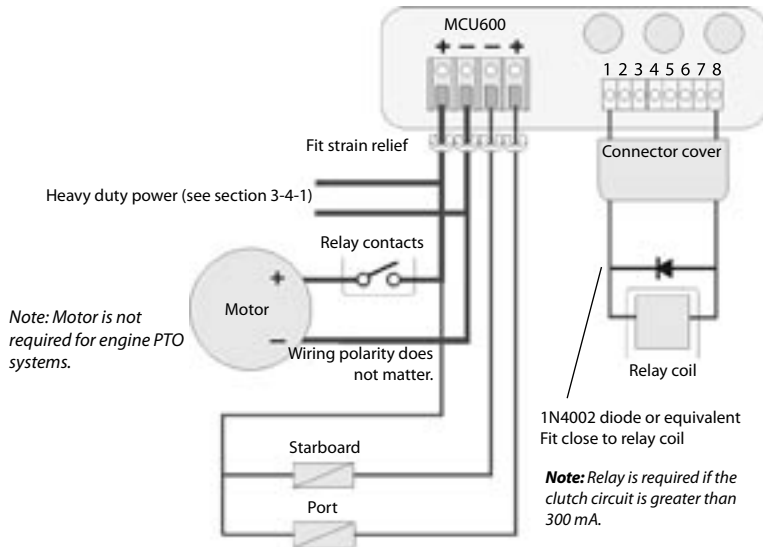 MCU600
+ – – +
1 2 3 4 5 6 7 8
Fit strain relief
Connector cover
Heavy duty power (see section 3-4-1)
Relay contacts
+
Motor
–
Note: Motor is not
required for engine PTO
systems.
Wiring polarity does
not matter.
Relay coil
1N4002 diode or equivalent
Fit close to relay coil
Starboard
Port
Note: Relay is required if the
clutch circuit is greater than
300 mA.